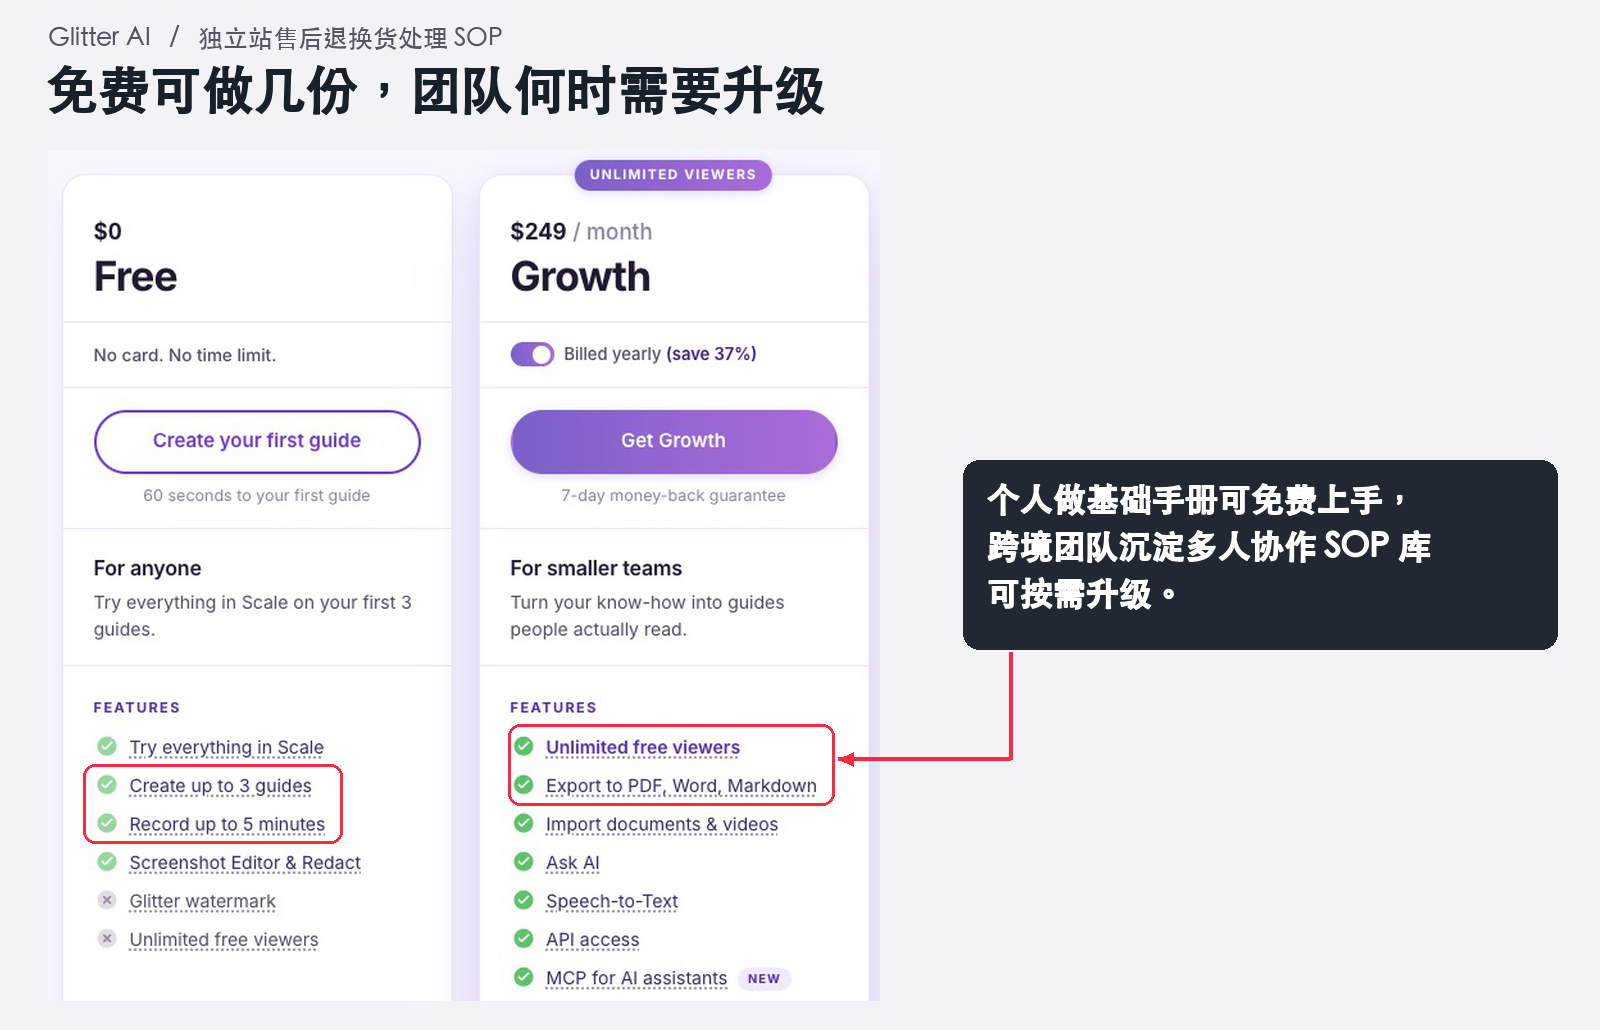 Glitter AI / 独立站售后退换货处理 SOP
免费可做几份，团队何时需要升级
$0
Free
No card. No time limit.
Create your first guide
60 seconds to your first guide
For anyone
Try everything in Scale on your first 3
guides.
FEATURES
Try everything in Scale
Create up to 3 guides
Record up to 5 minutes
Screenshot Editor & Redact
Glitter watermark
Unlimited free viewers
UNLIMITED VIEWERS
$249 / month
Growth
Billed yearly (save 37%)
Get Growth
7-day money-back guarantee
For smaller teams
Turn your know-how into guides
people actually read.
FEATURES
Unlimited free viewers
Export to PDF, Word, Markdown
Import documents & videos
Ask AI
Speech-to-Text
API access
MCP for AI assistants NEW
个人做基础手册可免费上手，
跨境团队沉淀多人协作 SOP 库
可按需升级。